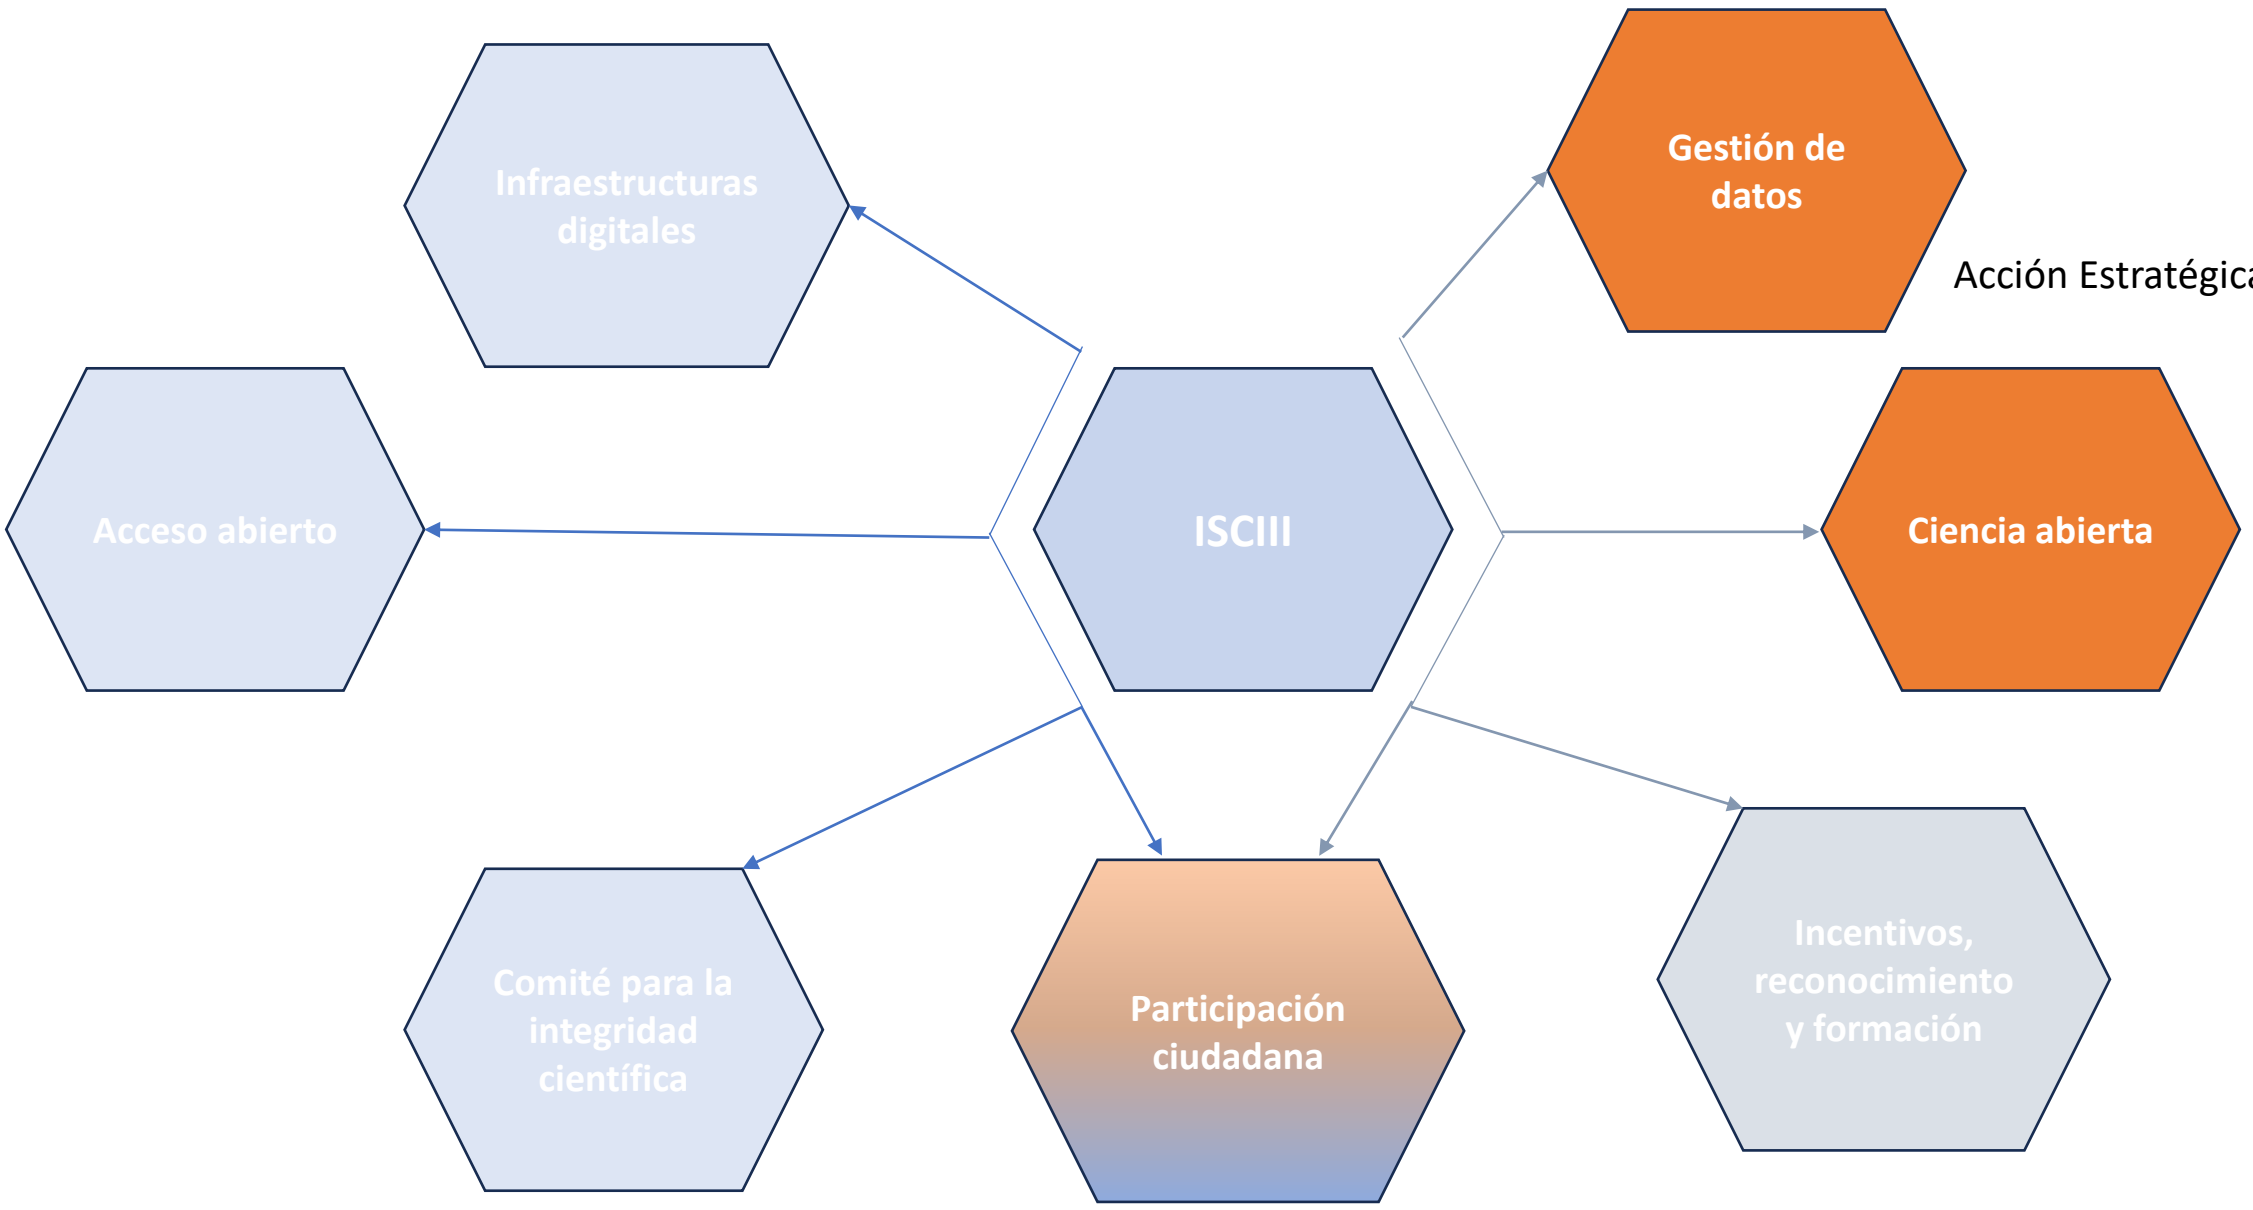 Gestión de
datos
Infraestructuras
digitales
Acción Estratégica
Acceso abierto
ISCIII
Ciencia abierta
Incentivos,
reconocimiento
y formación
Comité para la
integridad
científica
Participación
ciudadana